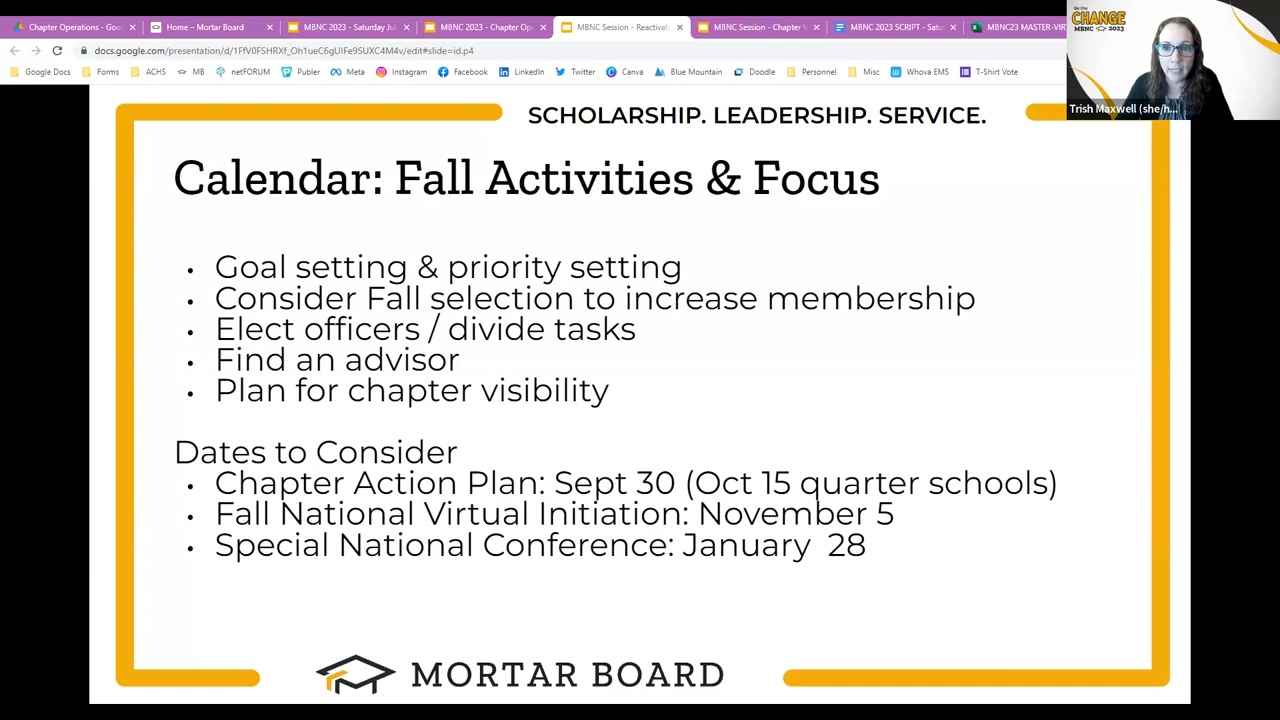 Chapter Operations - Goo
Home – Mortar Board
MBNC 2023 - Saturday Ju
MBNC 2023 - Chapter Op
MBNC Session - Reactivat
MBNC Session - Chapter V
MBNC 2023 SCRIPT - Satu
MBNC23 MASTER-VIR
docs.google.com/presentation/d/1FfV0FSHRXf_Oh1ueC6gUIFe9SUXC4M4v/edit#slide=id.p4
Google Docs Forms ACHS MB netFORUM Publer Meta Instagram Facebook LinkedIn Twitter Canva Blue Mountain Doodle Personnel Misc Whova EMS T-Shirt Vote
Be the
CHANGE
MBNC 2023
Trish Maxwell (she/h...
SCHOLARSHIP. LEADERSHIP. SERVICE.
Calendar: Fall Activities & Focus
• Goal setting & priority setting
• Consider Fall selection to increase membership
• Elect officers / divide tasks
• Find an advisor
• Plan for chapter visibility
Dates to Consider
• Chapter Action Plan: Sept 30 (Oct 15 quarter schools)
• Fall National Virtual Initiation: November 5
• Special National Conference: January 28
MORTAR BOARD